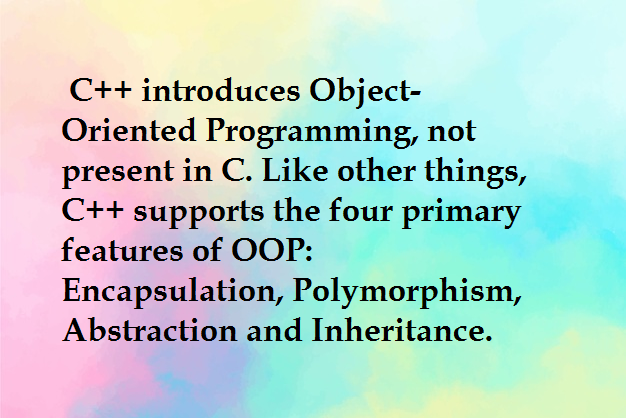 C++ introduces Object-
Oriented Programming, not
present in C. Like other things,
C++ supports the four primary
features of OOP:
Encapsulation, Polymorphism,
Abstraction and Inheritance.